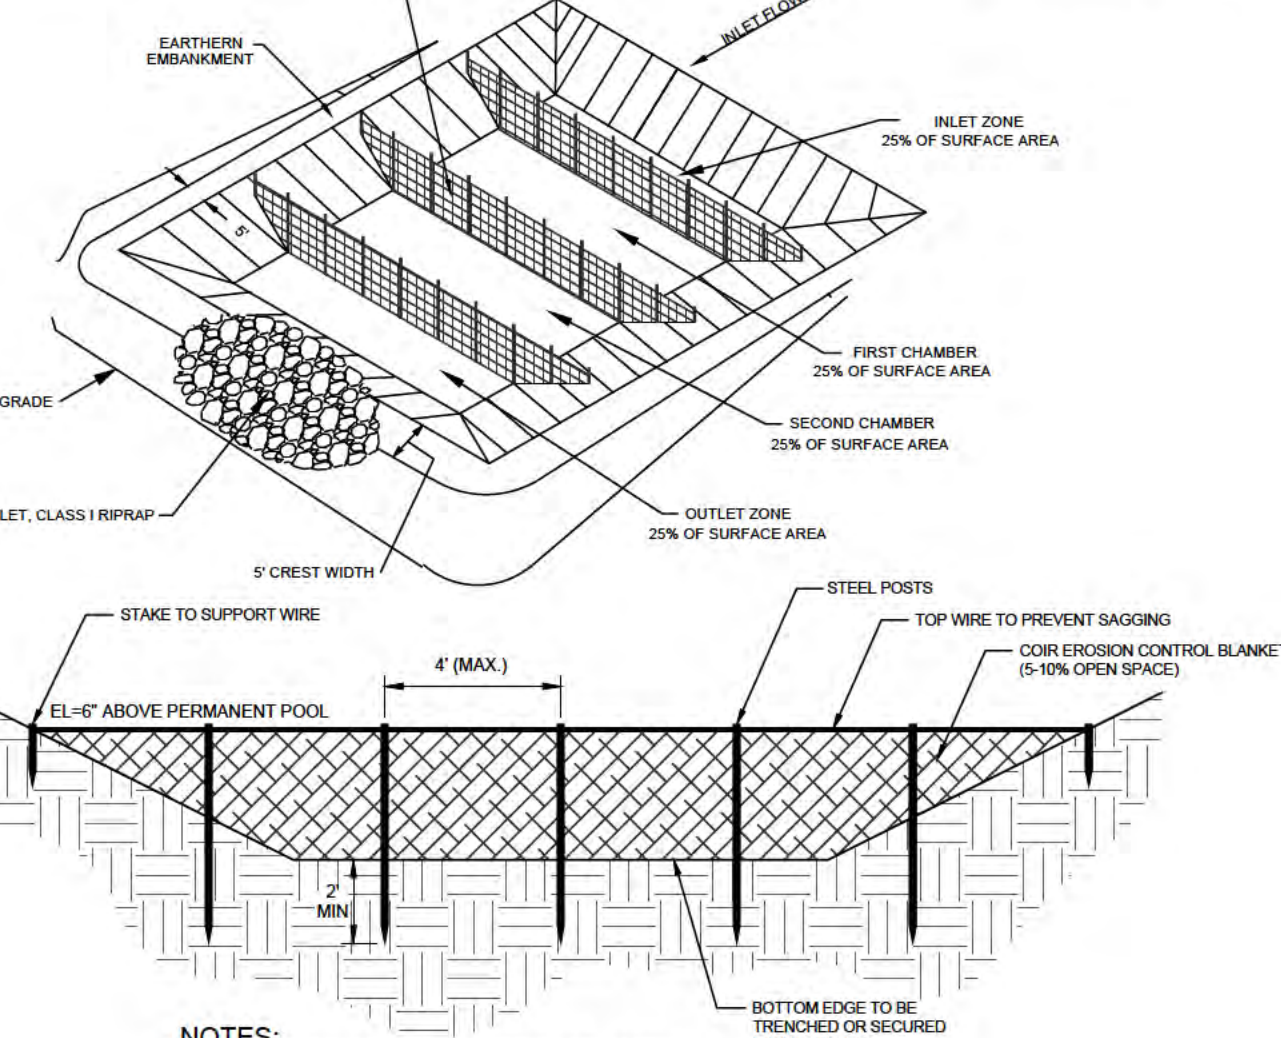 INLET FLOW
EARTHERN
EMBANKMENT
INLET ZONE
25% OF SURFACE AREA
5'
FIRST CHAMBER
25% OF SURFACE AREA
GRADE
SECOND CHAMBER
25% OF SURFACE AREA
LET, CLASS I RIPRAP
OUTLET ZONE
25% OF SURFACE AREA
5' CREST WIDTH
STEEL POSTS
STAKE TO SUPPORT WIRE
TOP WIRE TO PREVENT SAGGING
4' (MAX.)
COIR EROSION CONTROL BLANKET
(5-10% OPEN SPACE)
EL=6" ABOVE PERMANENT POOL
2'
MIN
BOTTOM EDGE TO BE
TRENCHED OR SECURED
NOTES: